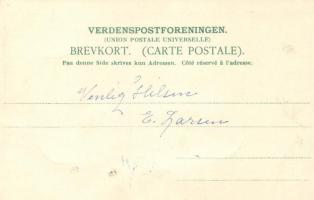 VERDENSPOSTFORENINGEN.
(UNION POSTALE UNIVERSELLE)
BREVKORT. (CARTE POSTALE).
Paa denne Side skrives kun Adressen. Côté réservé à l'adresse.
Venlig Hilsen
E. Larsen